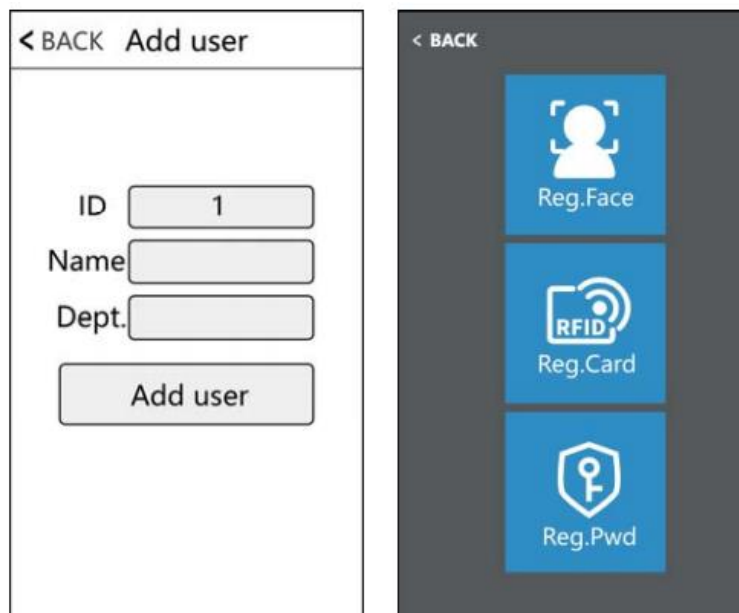 < BACK Add user
ID 1
Name
Dept.
Add user
< BACK
Reg.Face
RFID
Reg.Card
Reg.Pwd